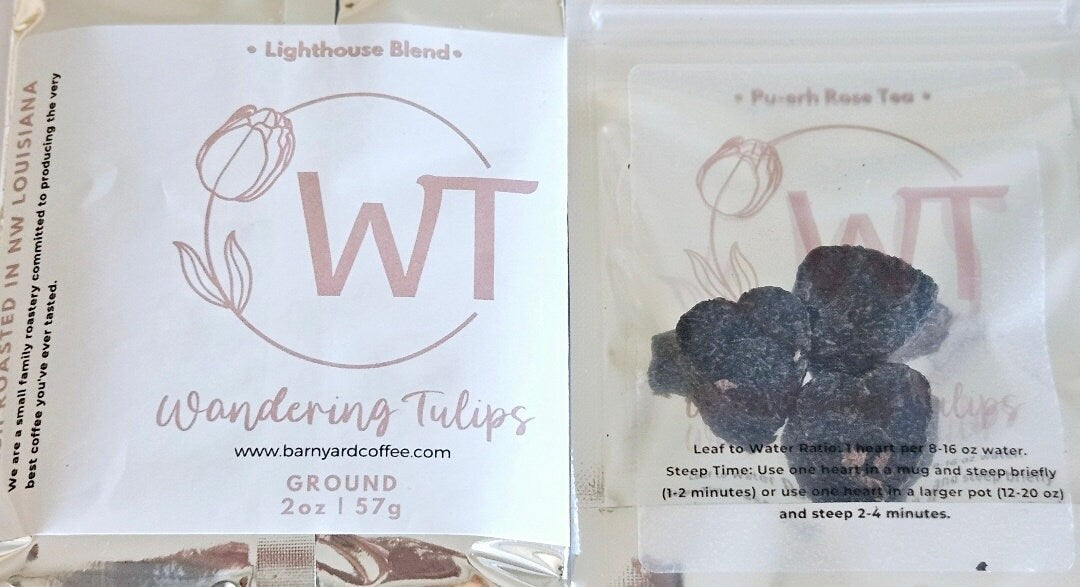 • Lighthouse Blend •
WT
Wandering Tulips
www.barnyardcoffee.com
GROUND
2oz | 57g
ROASTED IN NW LOUISIANA
We are a small family roastery committed to producing the very
best coffee you've ever tasted.
• Pu-erh Rose Tea •
WT
Leaf to Water Ratio: 1 heart per 8-16 oz water.
Steep Time: Use one heart in a mug and steep briefly
(1-2 minutes) or use one heart in a larger pot (12-20 oz)
and steep 2-4 minutes.